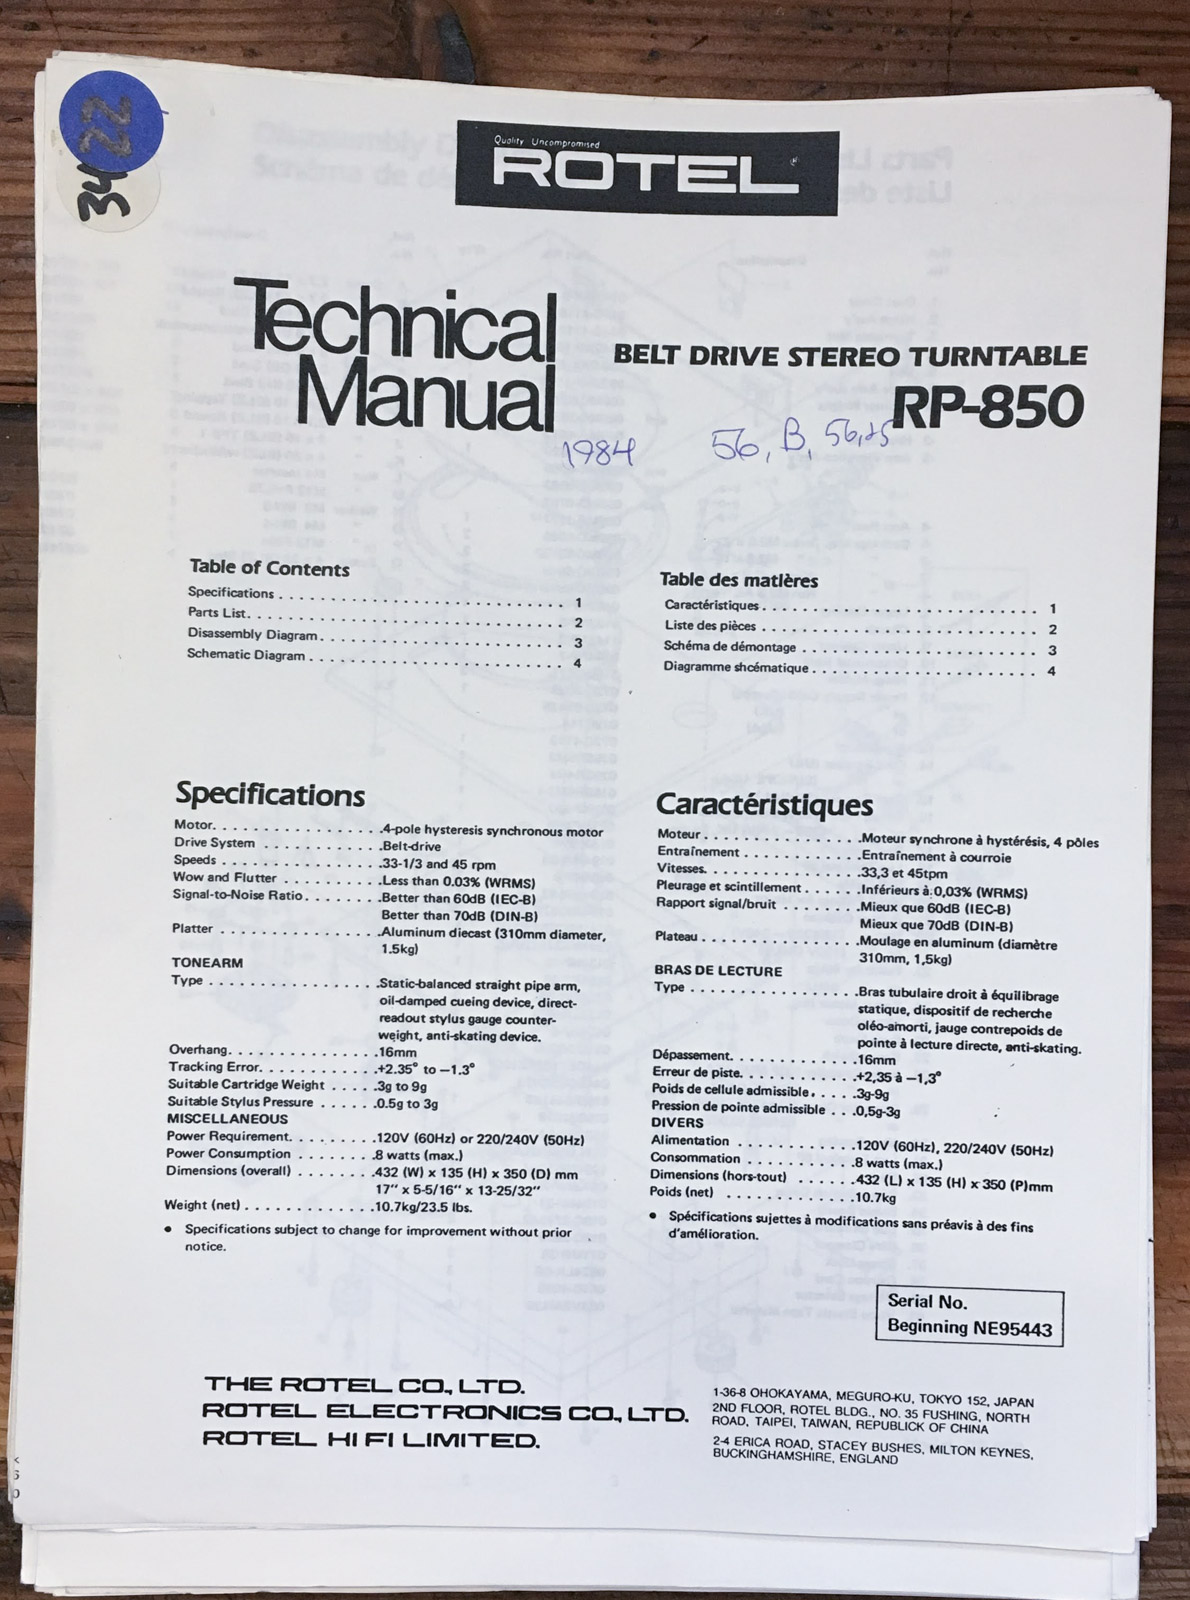 22
34
Quality Uncompromised
ROTEL
Technical
Manual
BELT DRIVE STEREO TURNTABLE
RP-850
1984 56, B, 56,25
Table of Contents
Specifications . . . . . . . . . . . . . . . . . . . . . . . . . . 1
Parts List. . . . . . . . . . . . . . . . . . . . . . . . . . . . . 2
Disassembly Diagram. . . . . . . . . . . . . . . . . . . . . . 3
Schematic Diagram . . . . . . . . . . . . . . . . . . . . . . . 4
Table des matières
Caractéristiques. . . . . . . . . . . . . . . . . . . . . . . . . 1
Liste des pièces . . . . . . . . . . . . . . . . . . . . . . . . . 2
Schéma de démontage . . . . . . . . . . . . . . . . . . . . . 3
Diagramme shcématique. . . . . . . . . . . . . . . . . . . . 4
Specifications
Motor. . . . . . . . . . . . . . . .4-pole hysteresis synchronous motor
Drive System . . . . . . . . . . .Belt-drive
Speeds . . . . . . . . . . . . . . .33-1/3 and 45 rpm
Wow and Flutter . . . . . . . . .Less than 0.03% (WRMS)
Signal-to-Noise Ratio. . . . . . .Better than 60dB (IEC-B)
Better than 70dB (DIN-B)
Platter . . . . . . . . . . . . . . .Aluminum diecast (310mm diameter,
1.5kg)
TONEARM
Type . . . . . . . . . . . . . . . .Static-balanced straight pipe arm,
oil-damped cueing device, direct-
readout stylus gauge counter-
weight, anti-skating device.
Overhang. . . . . . . . . . . . . .16mm
Tracking Error. . . . . . . . . . .+2.35° to −1.3°
Suitable Cartridge Weight . . . . .3g to 9g
Suitable Stylus Pressure . . . . . .0.5g to 3g
MISCELLANEOUS
Power Requirement. . . . . . . . .120V (60Hz) or 220/240V (50Hz)
Power Consumption . . . . . . . .8 watts (max.)
Dimensions (overall) . . . . . . . .432 (W) x 135 (H) x 350 (D) mm
17" x 5-5/16" x 13-25/32"
Weight (net) . . . . . . . . . . . . .10.7kg/23.5 lbs.
• Specifications subject to change for improvement without prior
notice.
Caractéristiques
Moteur . . . . . . . . . . . . . . .Moteur synchrone à hystérésis, 4 pôles
Entraînement . . . . . . . . . . .Entraînement à courroie
Vitesses. . . . . . . . . . . . . . .33,3 et 45tpm
Pleurage et scintillement . . . . . .Inférieurs à 0,03% (WRMS)
Rapport signal/bruit . . . . . . . .Mieux que 60dB (IEC-B)
Mieux que 70dB (DIN-B)
Plateau . . . . . . . . . . . . . . .Moulage en aluminum (diamètre
310mm, 1,5kg)
BRAS DE LECTURE
Type . . . . . . . . . . . . . . . .Bras tubulaire droit à équilibrage
statique, dispositif de recherche
oléo-amorti, jauge contrepoids de
pointe à lecture directe, anti-skating.
Dépassement. . . . . . . . . . . .16mm
Erreur de piste. . . . . . . . . . .+2,35 à −1,3°
Poids de cellule admissible. . . . .3g-9g
Pression de pointe admissible . . .0,5g-3g
DIVERS
Alimentation . . . . . . . . . . . .120V (60Hz), 220/240V (50Hz)
Consommation . . . . . . . . . . .8 watts (max.)
Dimensions (hors-tout) . . . . . .432 (L) x 135 (H) x 350 (P)mm
Poids (net) . . . . . . . . . . . . .10.7kg
• Spécifications sujettes à modifications sans préavis à des fins
d'amélioration.
Serial No.
Beginning NE95443
THE ROTEL CO., LTD.
ROTEL ELECTRONICS CO., LTD.
ROTEL HI FI LIMITED.
1-36-8 OHOKAYAMA, MEGURO-KU, TOKYO 152, JAPAN
2ND FLOOR, ROTEL BLDG., NO. 35 FUSHING, NORTH
ROAD, TAIPEI, TAIWAN, REPUBLICK OF CHINA
2-4 ERICA ROAD, STACEY BUSHES, MILTON KEYNES,
BUCKINGHAMSHIRE, ENGLAND